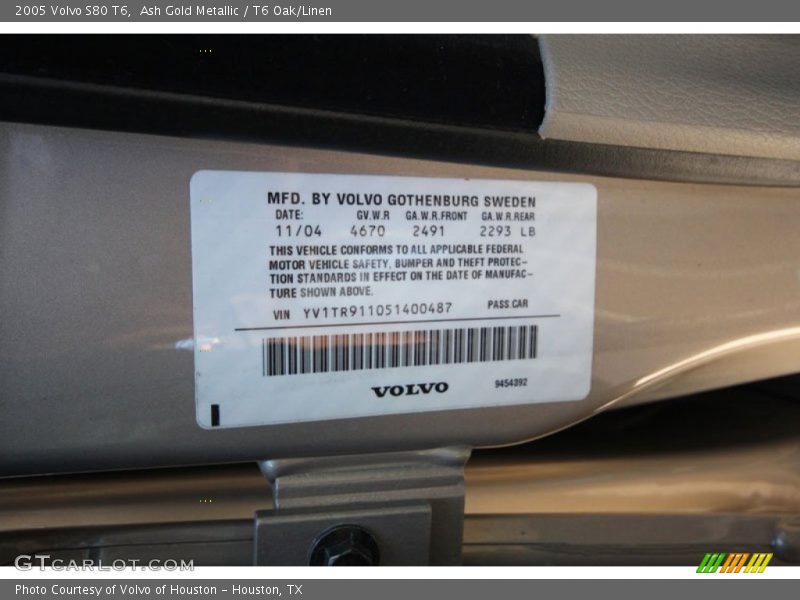 2005 Volvo S80 T6,  Ash Gold Metallic / T6 Oak/Linen
MFD. BY VOLVO GOTHENBURG SWEDEN
DATE: GV.W.R GA.W.R.FRONT GA.W.R.REAR
11/04 4670 2491 2293 LB
THIS VEHICLE CONFORMS TO ALL APPLICABLE FEDERAL
MOTOR VEHICLE SAFETY, BUMPER AND THEFT PROTEC-
TION STANDARDS IN EFFECT ON THE DATE OF MANUFAC-
TURE SHOWN ABOVE.
VIN YV1TR911051400487 PASS.CAR
VOLVO 9454392
GTCARLOT.COM
Photo Courtesy of Volvo of Houston - Houston, TX